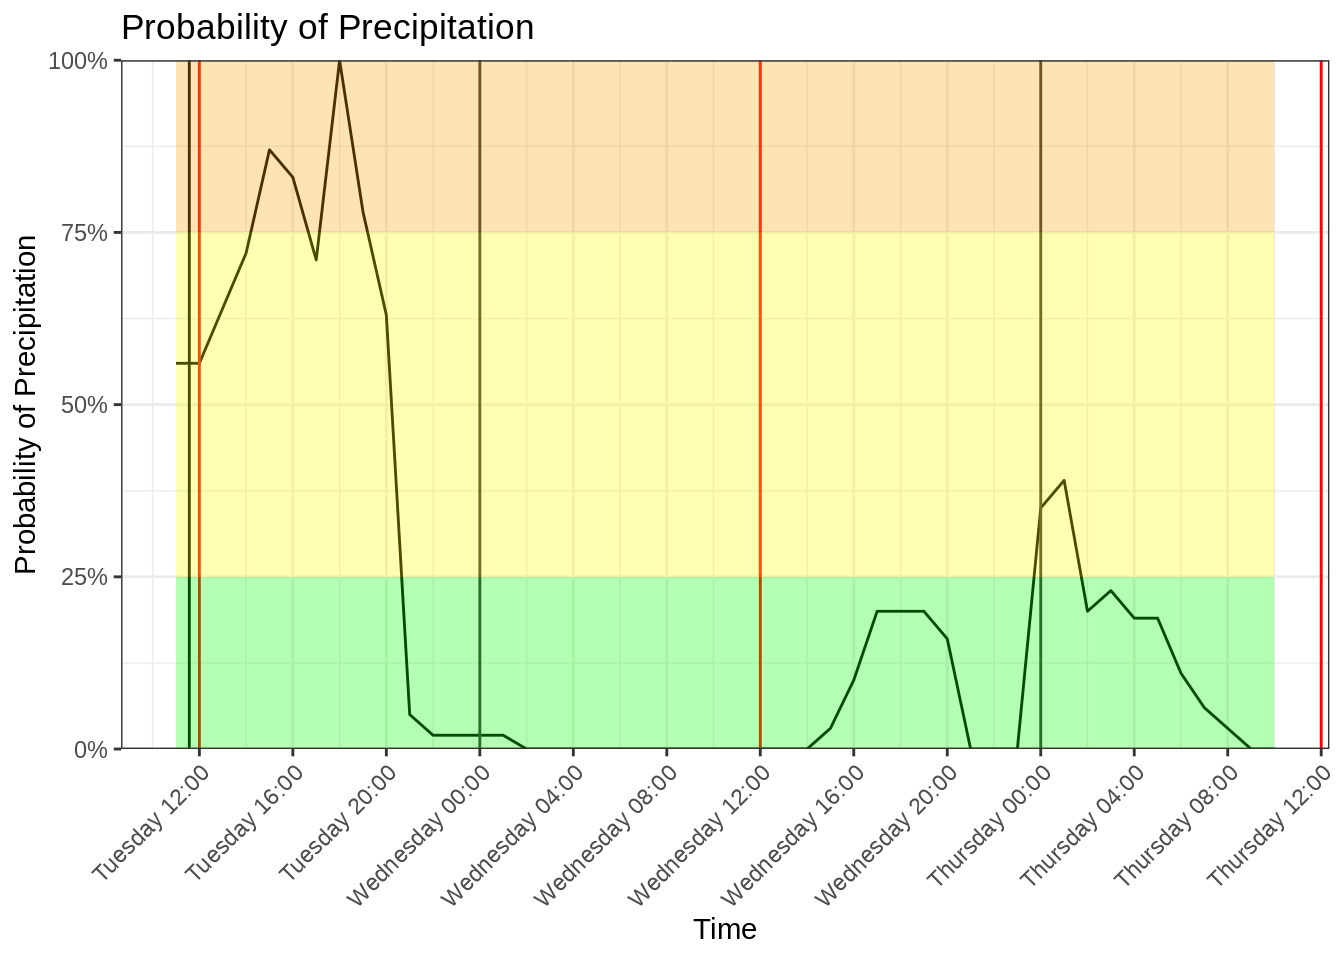 Probability of Precipitation
Probability of Precipitation
100%
75%
50%
25%
0%
Tuesday 12:00
Tuesday 16:00
Tuesday 20:00
Wednesday 00:00
Wednesday 04:00
Wednesday 08:00
Wednesday 12:00
Wednesday 16:00
Wednesday 20:00
Thursday 00:00
Thursday 04:00
Thursday 08:00
Thursday 12:00
Time